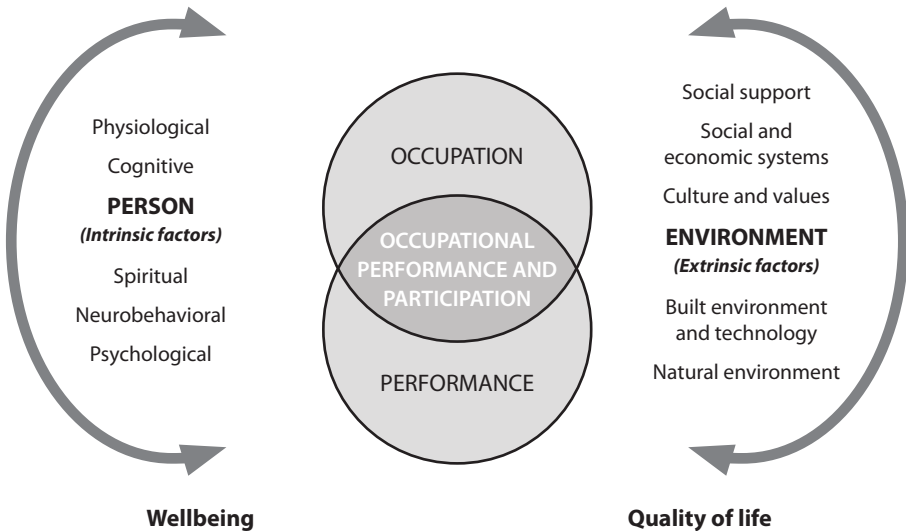 Physiological
Cognitive
PERSON
(Intrinsic factors)
Spiritual
Neurobehavioral
Psychological
OCCUPATION
OCCUPATIONAL
PERFORMANCE AND
PARTICIPATION
PERFORMANCE
Social support
Social and
economic systems
Culture and values
ENVIRONMENT
(Extrinsic factors)
Built environment
and technology
Natural environment
Wellbeing
Quality of life